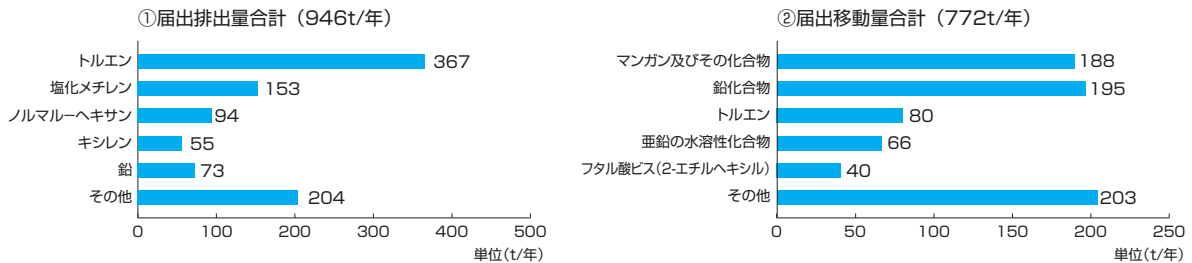 ①届出排出量合計（946t/年）
トルエン 367
塩化メチレン 153
ノルマル－ヘキサン 94
キシレン 55
鉛 73
その他 204
0 100 200 300 400 500
単位(t/年)
②届出移動量合計（772t/年）
マンガン及びその化合物 188
鉛化合物 195
トルエン 80
亜鉛の水溶性化合物 66
フタル酸ビス(2-エチルヘキシル) 40
その他 203
0 50 100 150 200 250
単位(t/年)